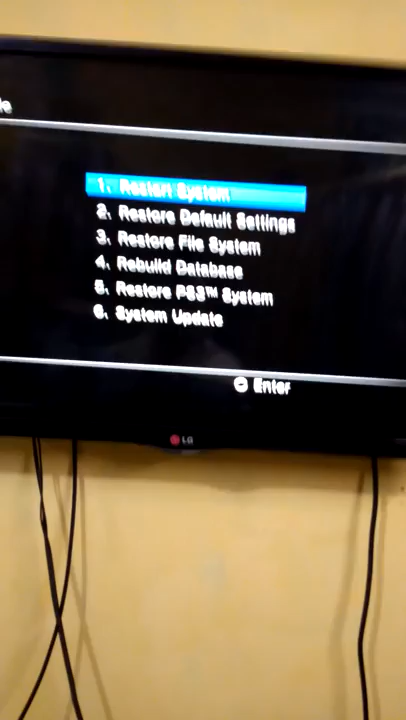 1. Restart System
2. Restore Default Settings
3. Restore File System
4. Rebuild Database
5. Restore PS3™ System
6. System Update
Enter
LG